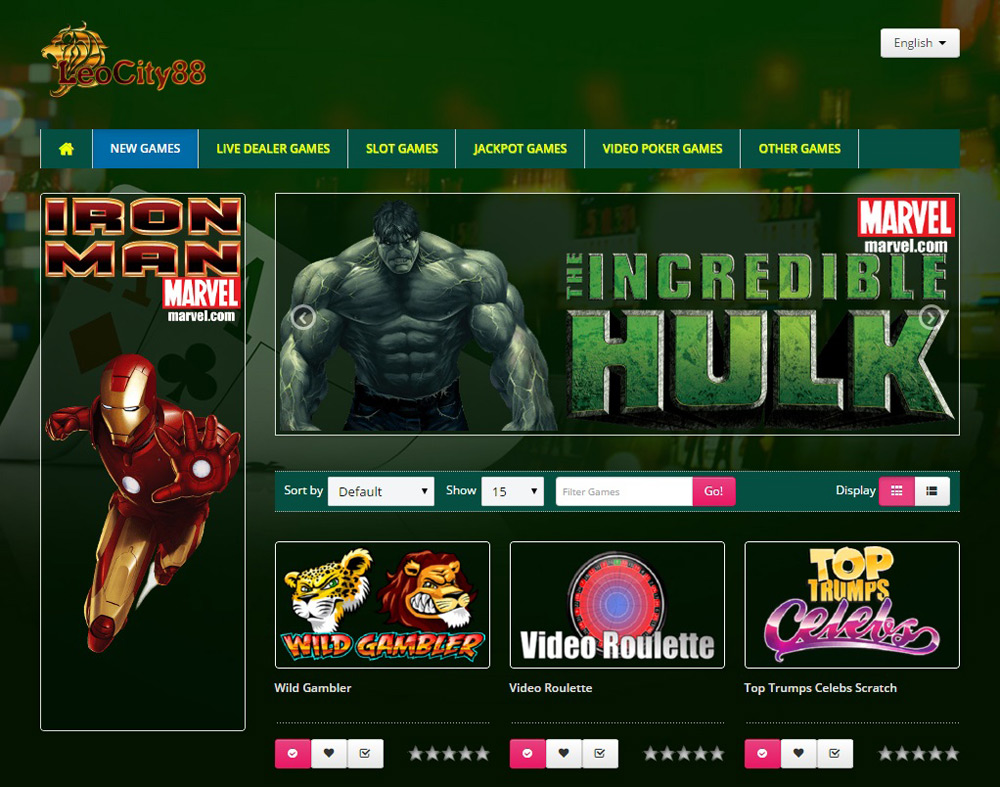 LeoCity88
English
NEW GAMES
LIVE DEALER GAMES
SLOT GAMES
JACKPOT GAMES
VIDEO POKER GAMES
OTHER GAMES
IRON
MAN
MARVEL
marvel.com
MARVEL
marvel.com
THE INCREDIBLE
HULK
Sort by Default Show 15 Filter Games Go! Display
WILD GAMBLER
Video Roulette
TOP
TRUMPS
Celebs
Wild Gambler
Video Roulette
Top Trumps Celebs Scratch